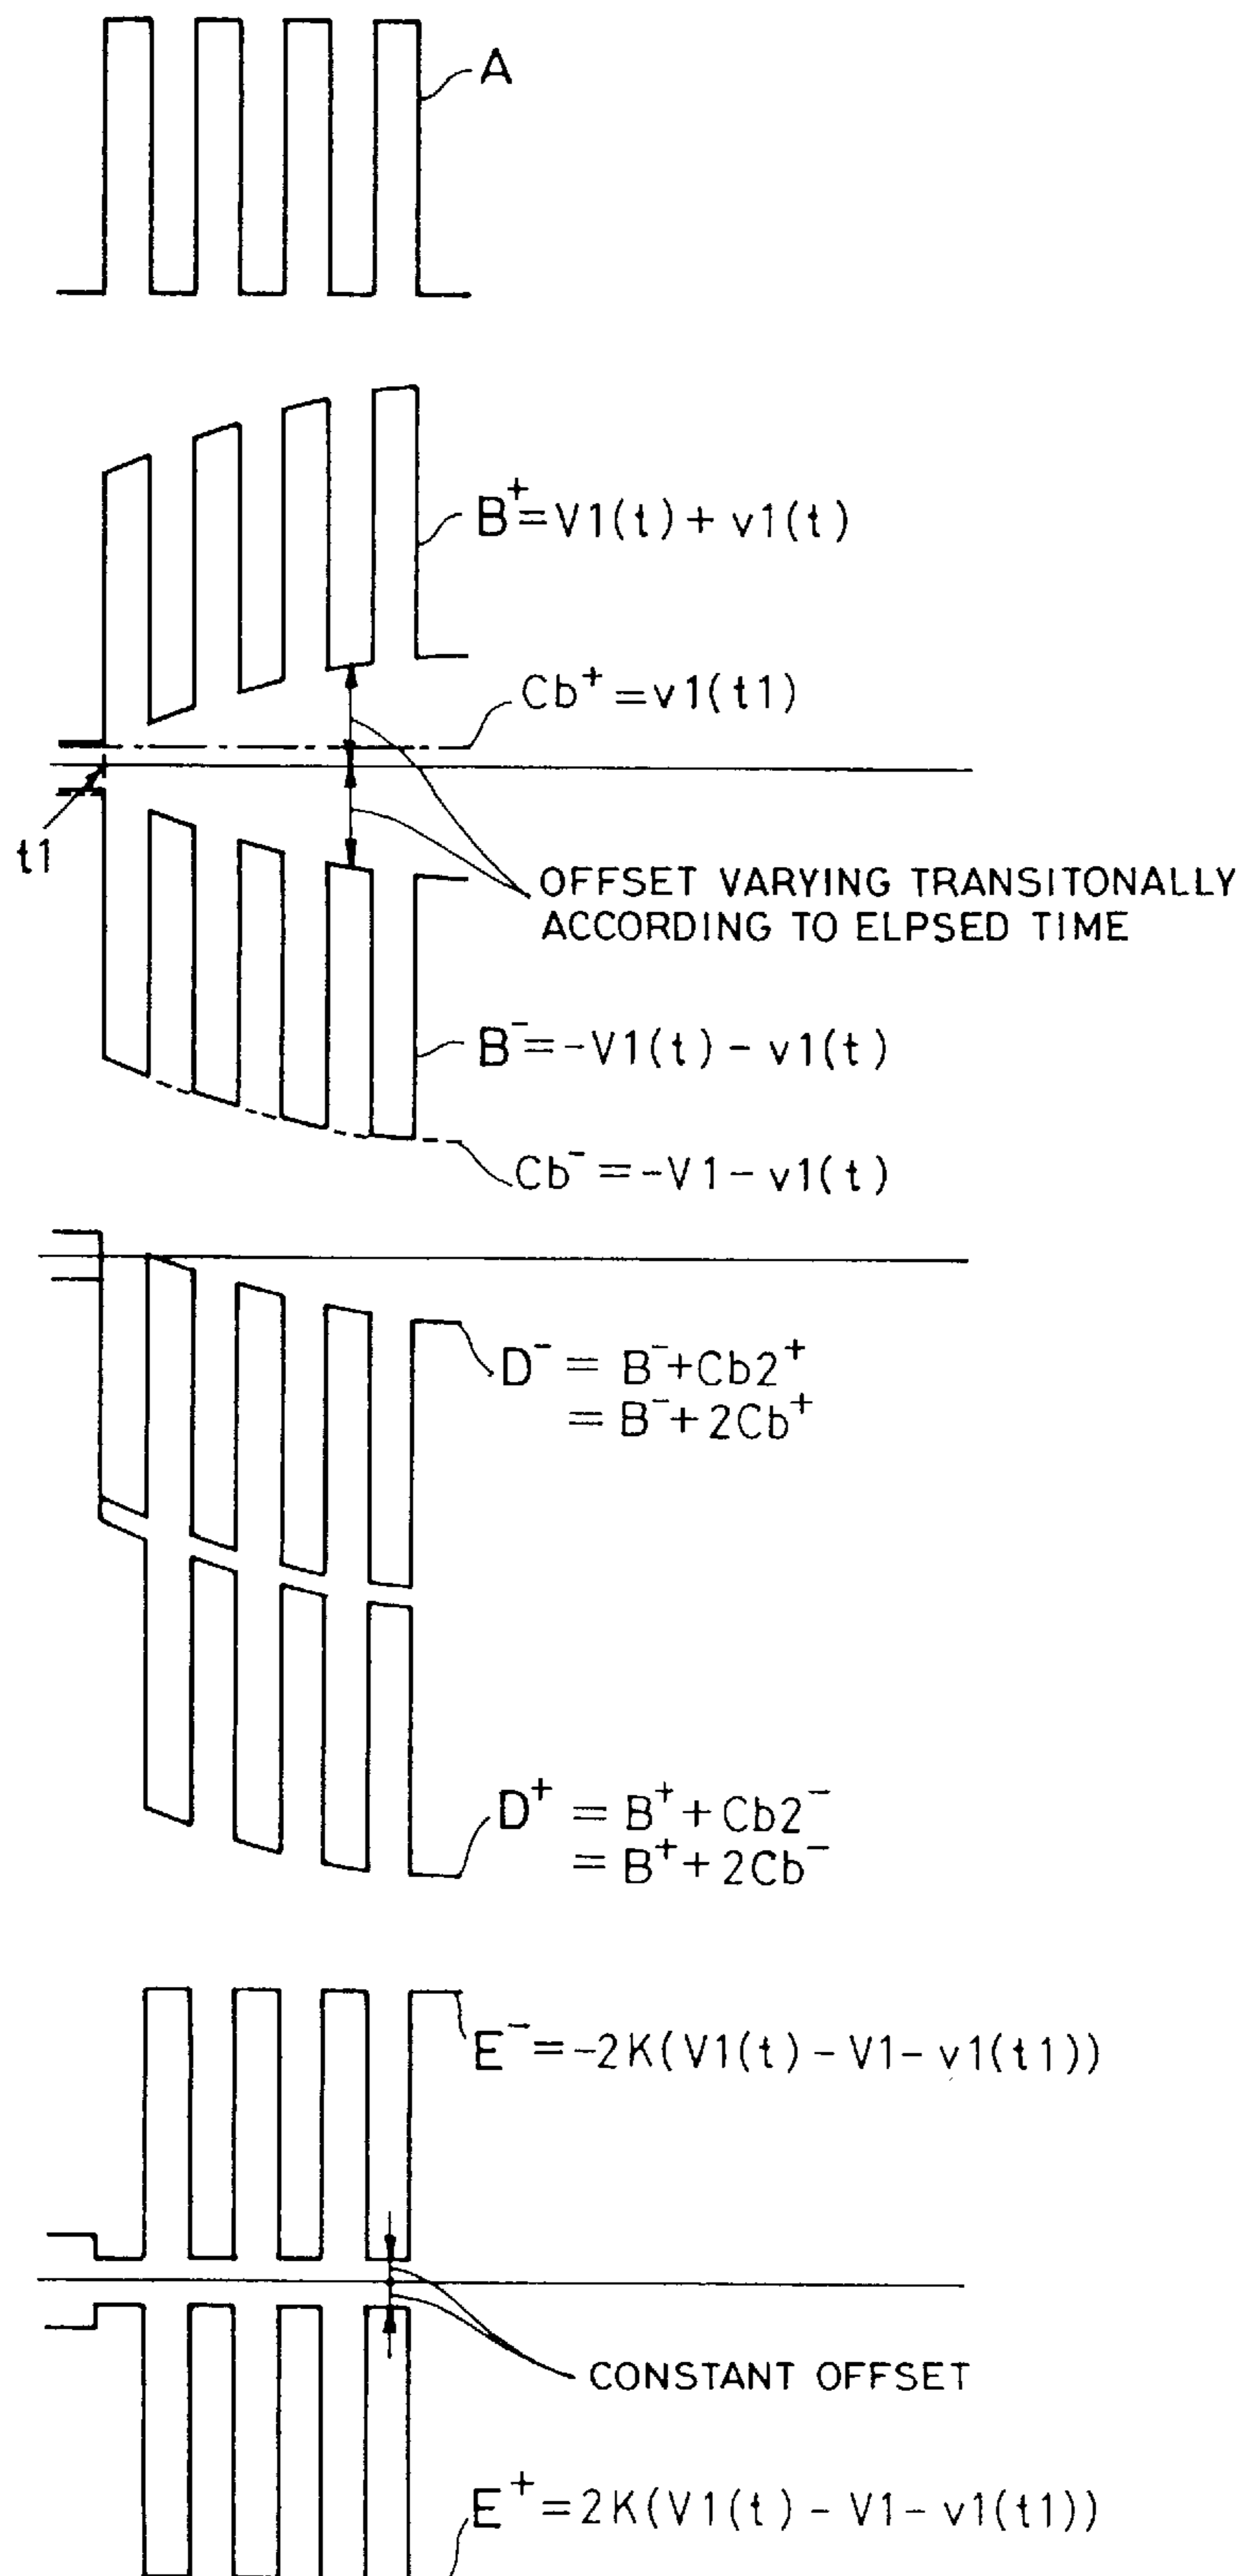 A
B⁺=V1(t)+ v1(t)
Cb⁺=v1(t1)
t1
OFFSET VARYING TRANSITONALLY
ACCORDING TO ELPSED TIME
B⁻=-V1(t)- v1(t)
Cb⁻=-V1- v1(t)
D⁻ = B⁻+Cb2⁺
= B⁻+2Cb⁺
D⁺ = B⁺+Cb2⁻
= B⁺+2Cb⁻
E⁻=-2K(V1(t)-V1-v1(t1))
CONSTANT OFFSET
E⁺=2K(V1(t)-V1-v1(t1))